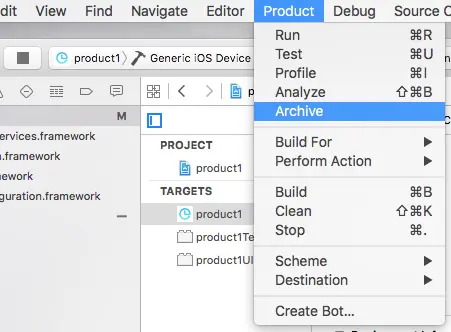 it View Find Navigate Editor Product Debug Source C
product1 Generic iOS Device
Run ⌘R
Test ⌘U
Profile ⌘I
Analyze ⇧⌘B
Archive
Build For
Perform Action
Build ⌘B
Clean ⇧⌘K
Stop ⌘.
Scheme
Destination
Create Bot...
M
ervices.framework
.framework
mework
guration.framework
PROJECT
product1
TARGETS
product1
product1Te
product1UI